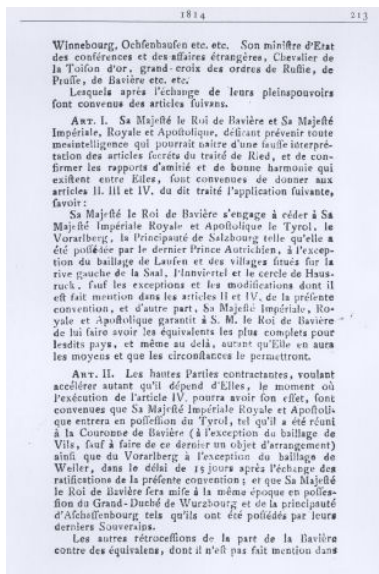 1814 213
Winnebourg, Ochſenhauſen etc. etc. Son miniſtre d'Etat
des conférences et des affaires étrangères, Chevalier de
la Toiſon d'or, grand-croix des ordres de Ruſſie, de
Pruſſe, de Bavière etc. etc.
Lesquels après l'échange de leurs pleinspouvoirs
ſont convenus des articles ſuivans.
ART. I. Sa Majeſté le Roi de Bavière et Sa Majeſté
Impériale, Royale et Apoſtolique, déſirant prévenir toute
mesintelligence qui pourrait naitre d'une fauſſe interpré-
tation des articles ſecrêts du traité de Ried, et de con-
firmer les rapports d'amitié et de bonne harmonie qui
exiſtent entre Elles, ſont convenues de donner aux
articles II. III et IV. du dit traité l'application ſuivante,
ſavoir:
Sa Majeſté le Roi de Bavière s'engage à céder à Sa
Majeſté Impériale Royale et Apoſtolique le Tyrol, le
Vorarlberg, la Principauté de Salzbourg telle qu'elle a
été poſſédée par le dernier Prince Autrichien, à l'excep-
tion du baillage de Laufen et des villages ſitués ſur la
rive gauche de la Saal, l'Innviertel et le cercle de Haus-
ruck, ſauf les exceptions et les modifications dont il
eſt fait mention dans les articles II et IV. de la préſente
convention, et d'autre part, Sa Majeſté Impériale, Ro-
yale et Apoſtolique garantit à S. M. le Roi de Bavière
de lui faire avoir les équivalents les plus complets pour
lesdits pays, et même au delà, autant qu'Elle en aura
les moyens et que les circonſtances le permettront.
ART. II. Les hautes Parties contractantes, voulant
accélérer autant qu'il dépend d'Elles, le moment où
l'exécution de l'article IV. pourra avoir ſon effet, ſont
convenues que Sa Majeſté Impériale Royale et Apoſtoli-
que entrera en poſſeſſion du Tyrol, tel qu'il a été réuni
à la Couronne de Bavière (à l'exception du baillage de
Vils, ſauf à faire de ce dernier un objet d'arrangement)
ainſi que du Vorarlberg à l'exception du baillage de
Weiler, dans le délai de 15 jours après l'échange des
ratifications de la préſente convention; et que Sa Majeſté
le Roi de Bavière ſera miſe à la même époque en poſſes-
ſion du Grand-Duché de Wurzbourg et de la principauté
d'Aſchaffenbourg tels qu'ils ont été poſſédés par leurs
derniers Souverains.
Les autres rétroceſſions de la part de la Bavière
contre des équivalens, dont il n'eſt pas fait mention dans